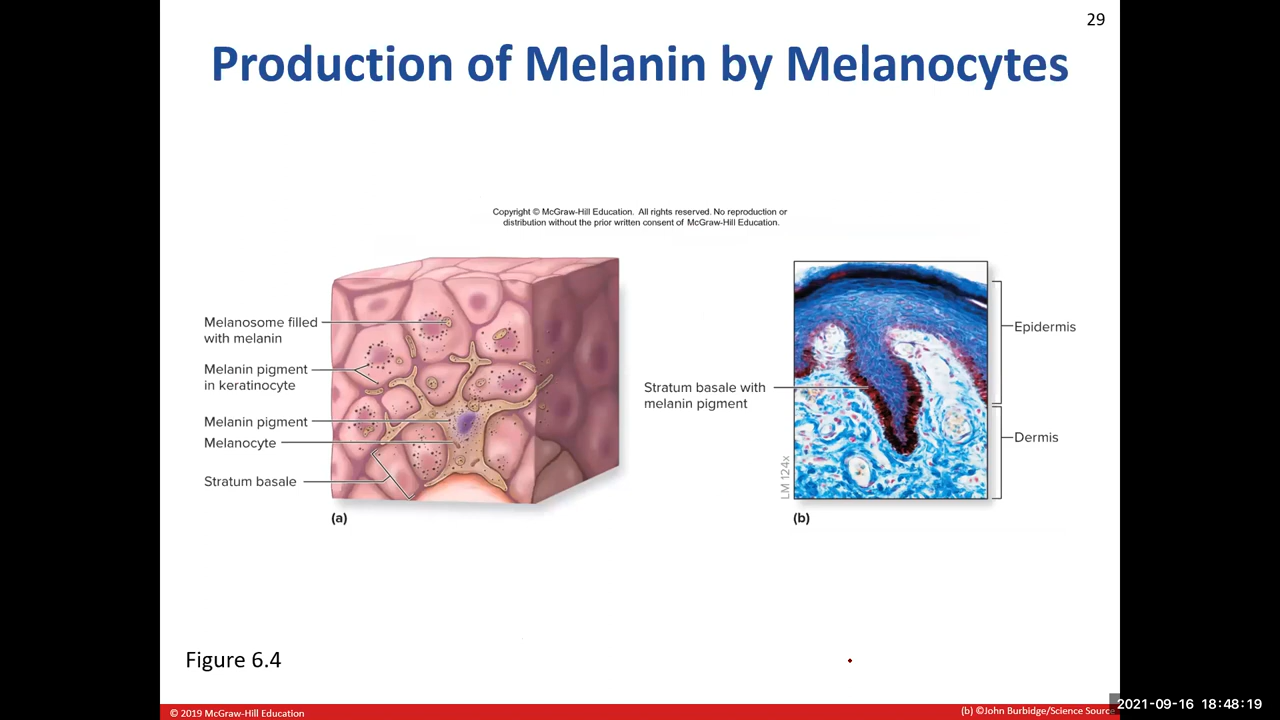 29
Production of Melanin by Melanocytes
Copyright © McGraw-Hill Education. All rights reserved. No reproduction or
distribution without the prior written consent of McGraw-Hill Education.
Melanosome filled
with melanin
Melanin pigment
in keratinocyte
Melanin pigment
Melanocyte
Stratum basale
(a)
Stratum basale with
melanin pigment
LM 124x
Epidermis
Dermis
(b)
Figure 6.4
© 2019 McGraw-Hill Education
(b) ©John Burbidge/Science Source
2021-09-16 18:48:19